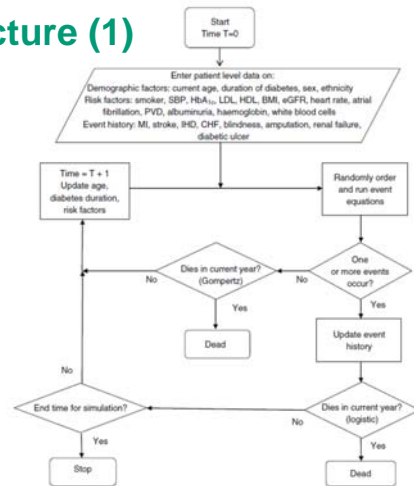 cture (1)
Start
Time T=0
Enter patient level data on:
Demographic factors: current age, duration of diabetes, sex, ethnicity
Risk factors: smoker, SBP, HbA1c, LDL, HDL, BMI, eGFR, heart rate, atrial
fibrillation, PVD, albuminuria, haemoglobin, white blood cells
Event history: MI, stroke, IHD, CHF, blindness, amputation, renal failure,
diabetic ulcer
Time = T + 1
Update age,
diabetes duration,
risk factors
Randomly order
and run event
equations
One
or more events
occur?
No
Dies in current year?
(Gompertz)
No
Yes
Dead
Yes
Update event
history
Dies in current year?
(logistic)
No
Yes
Dead
End time for simulation?
No
Yes
Stop